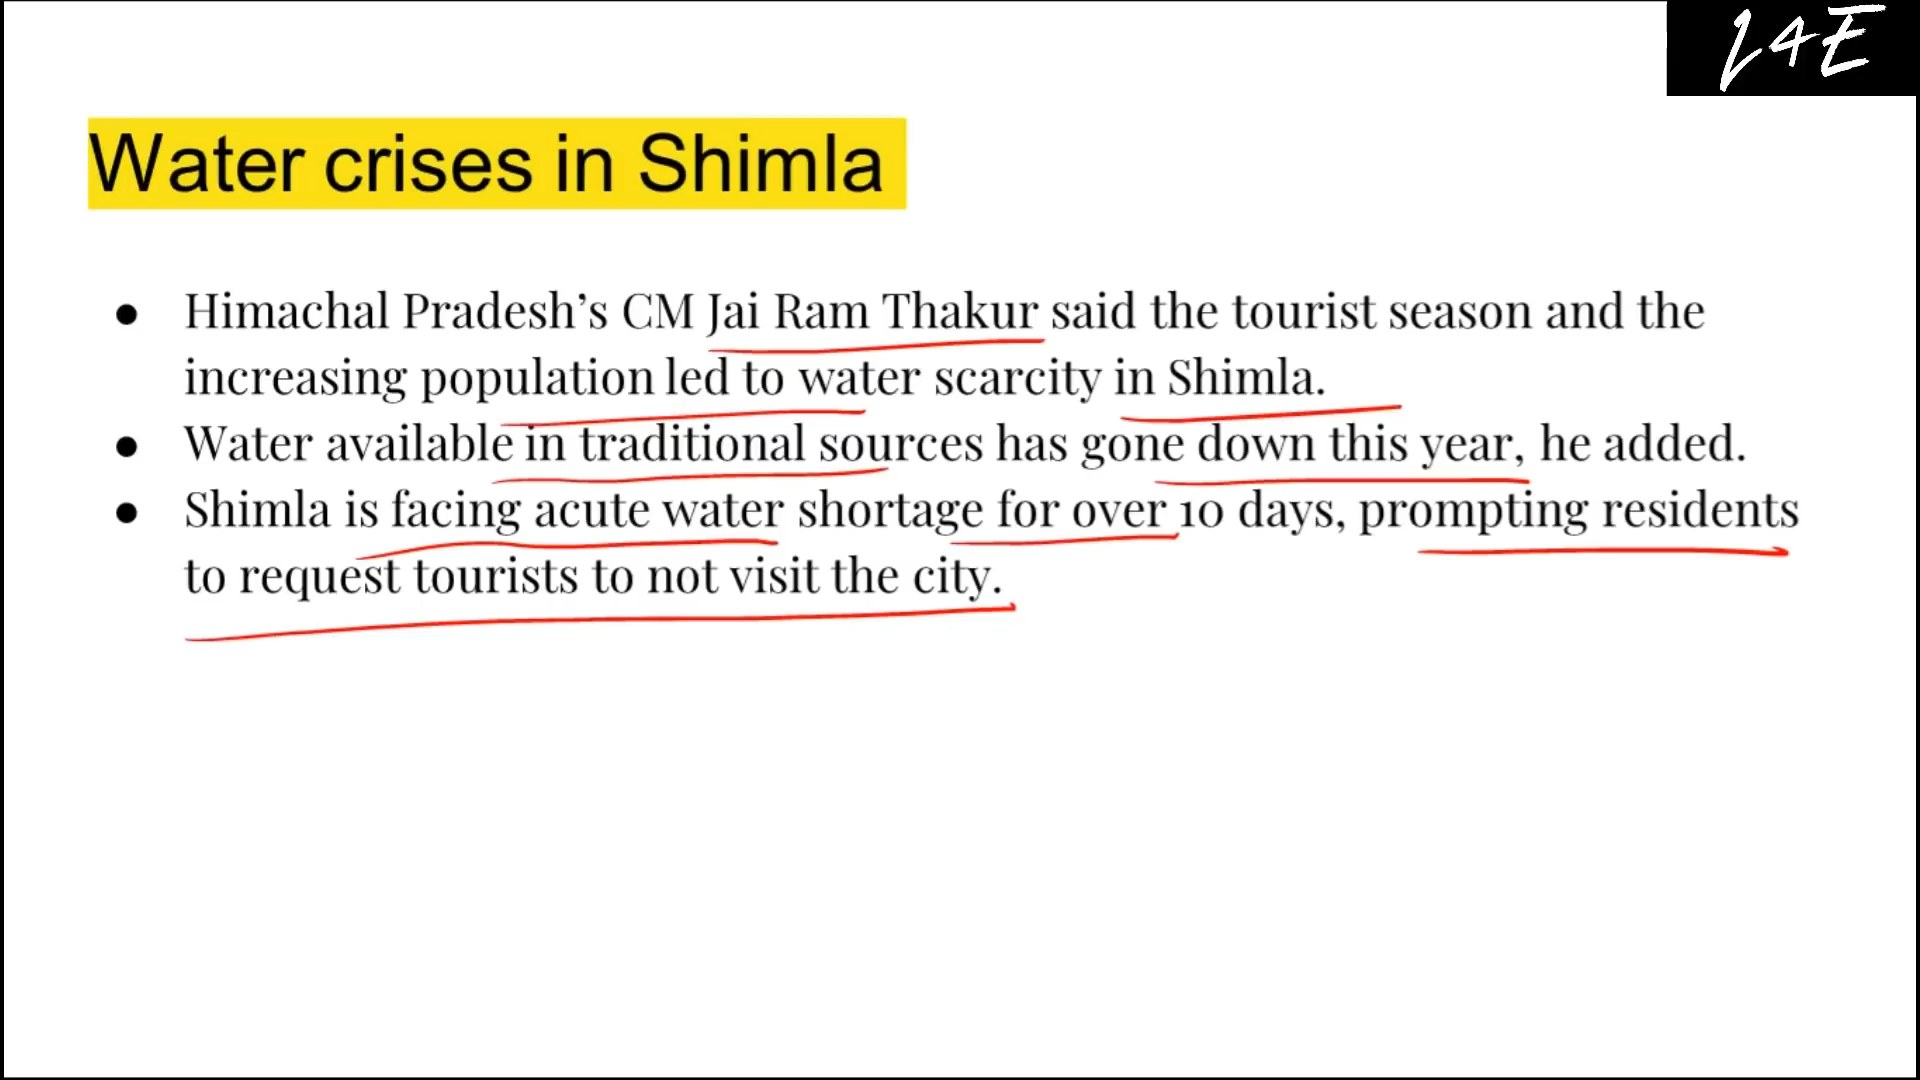 L4E
Water crises in Shimla
● Himachal Pradesh’s CM Jai Ram Thakur said the tourist season and the
increasing population led to water scarcity in Shimla.
● Water available in traditional sources has gone down this year, he added.
● Shimla is facing acute water shortage for over 10 days, prompting residents
to request tourists to not visit the city.